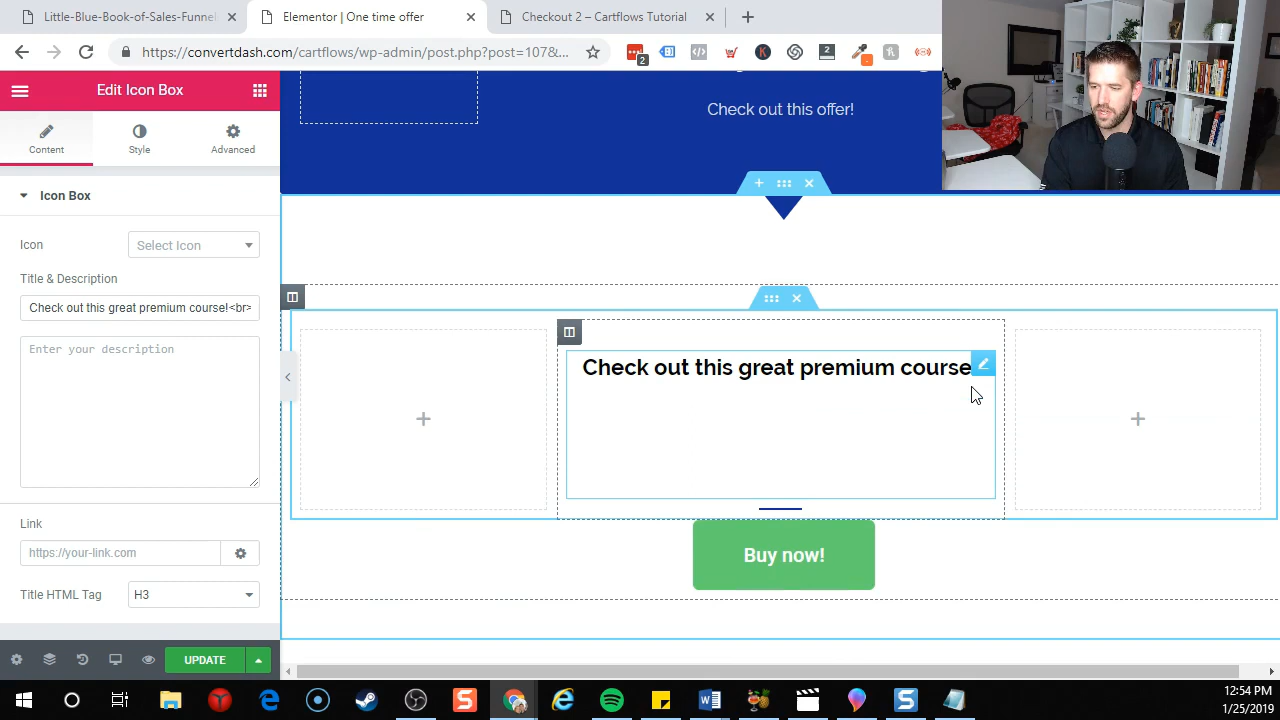 Little-Blue-Book-of-Sales-Funnel
Elementor | One time offer
Checkout 2 – Cartflows Tutorial
https://convertdash.com/cartflows/wp-admin/post.php?post=107&...
2
2
K
Edit Icon Box
Check out this offer!
Content
Style
Advanced
Icon Box
Icon
Select Icon
Title & Description
Check out this great premium course!<br>
Enter your description
Check out this great premium course
Buy now!
Link
https://your-link.com
Title HTML Tag
H3
UPDATE
12:54 PM
1/25/2019